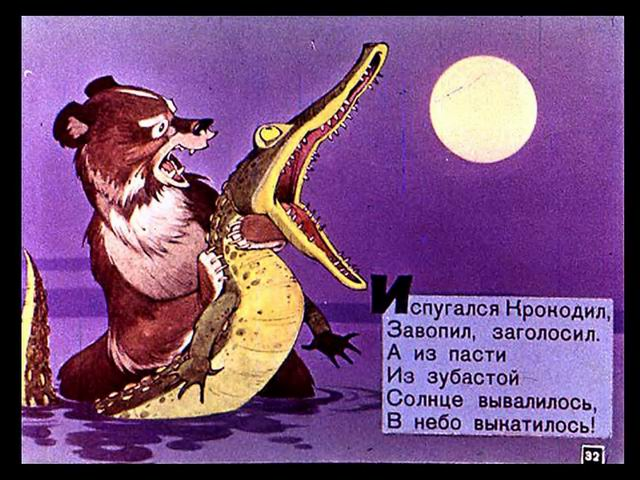 Испугался Крокодил,
Завопил, заголосил.
А из пасти
Из зубастой
Солнце вывалилось,
В небо выкатилось!
32